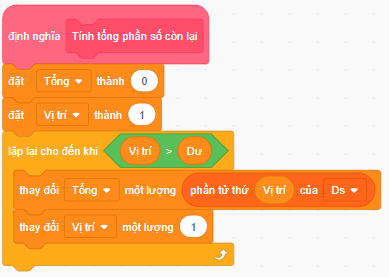 định nghĩa Tính tổng phần số còn lại
đặt Tổng thành 0
đặt Vị trí thành 1
lặp lại cho đến khi Vị trí > Dư
thay đổi Tổng một lượng phần tử thứ Vị trí của Ds
thay đổi Vị trí một lượng 1